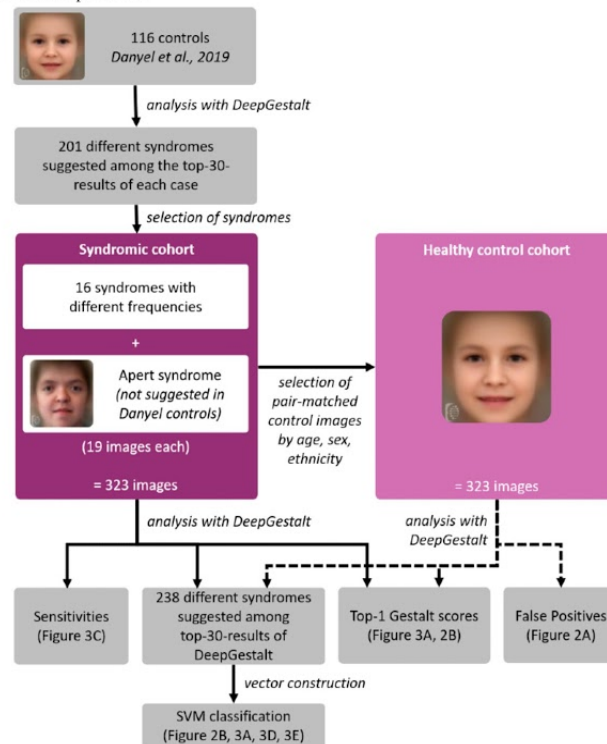 116 controls
Danyel et al., 2019
analysis with DeepGestalt
201 different syndromes
suggested among the top-30-
results of each case
selection of syndromes
Syndromic cohort
16 syndromes with
different frequencies
+
Apert syndrome
(not suggested in
Danyel controls)
(19 images each)
= 323 images
selection of
pair-matched
control images
by age, sex,
ethnicity
Healthy control cohort
= 323 images
analysis with DeepGestalt
analysis with
DeepGestalt
Sensitivities
(Figure 3C)
238 different syndromes
suggested among
top-30-results of
DeepGestalt
Top-1 Gestalt scores
(Figure 3A, 2B)
False Positives
(Figure 2A)
vector construction
SVM classification
(Figure 2B, 3A, 3D, 3E)